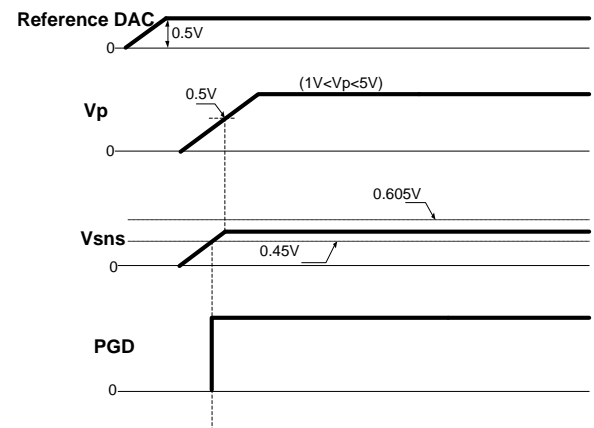 Reference DAC
0.5V
0
0.5V
(1V<Vp<5V)
Vp
0
0.605V
Vsns
0.45V
0
PGD
0